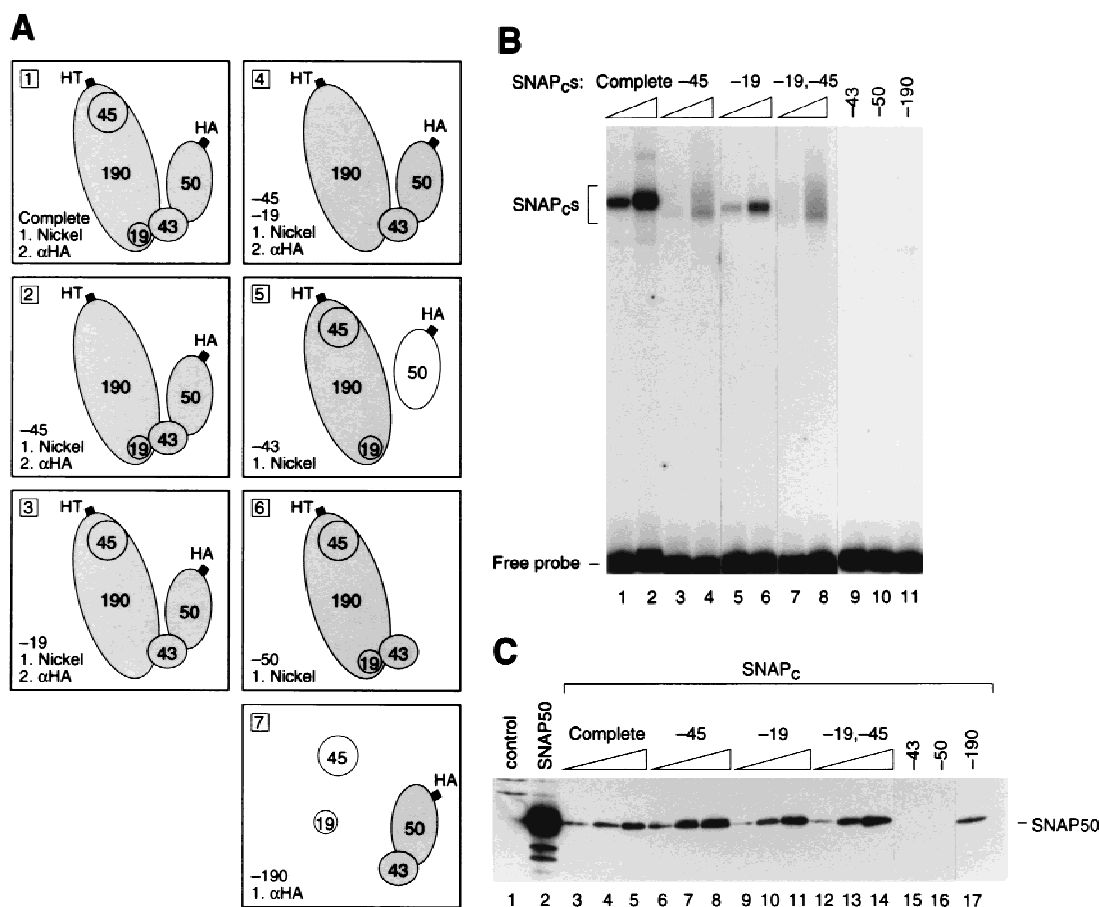 A
1
HT
45
HA
190
50
Complete
1. Nickel
2. αHA
19
43
4
HT
HA
190
50
–45
–19
1. Nickel
2. αHA
43
2
HT
HA
190
50
–45
1. Nickel
2. αHA
19
43
5
HT
45
HA
190
50
–43
1. Nickel
19
3
HT
45
HA
190
50
–19
1. Nickel
2. αHA
43
6
HT
45
190
–50
1. Nickel
19
43
7
45
HA
19
50
–190
1. αHA
43
B
SNAPcs: Complete –45 –19 –19,–45 –43 –50 –190
SNAPcs
Free probe –
1 2 3 4 5 6 7 8 9 10 11
C
SNAPc
control SNAP50 Complete –45 –19 –19,–45 –43 –50 –190
– SNAP50
1 2 3 4 5 6 7 8 9 10 11 12 13 14 15 16 17